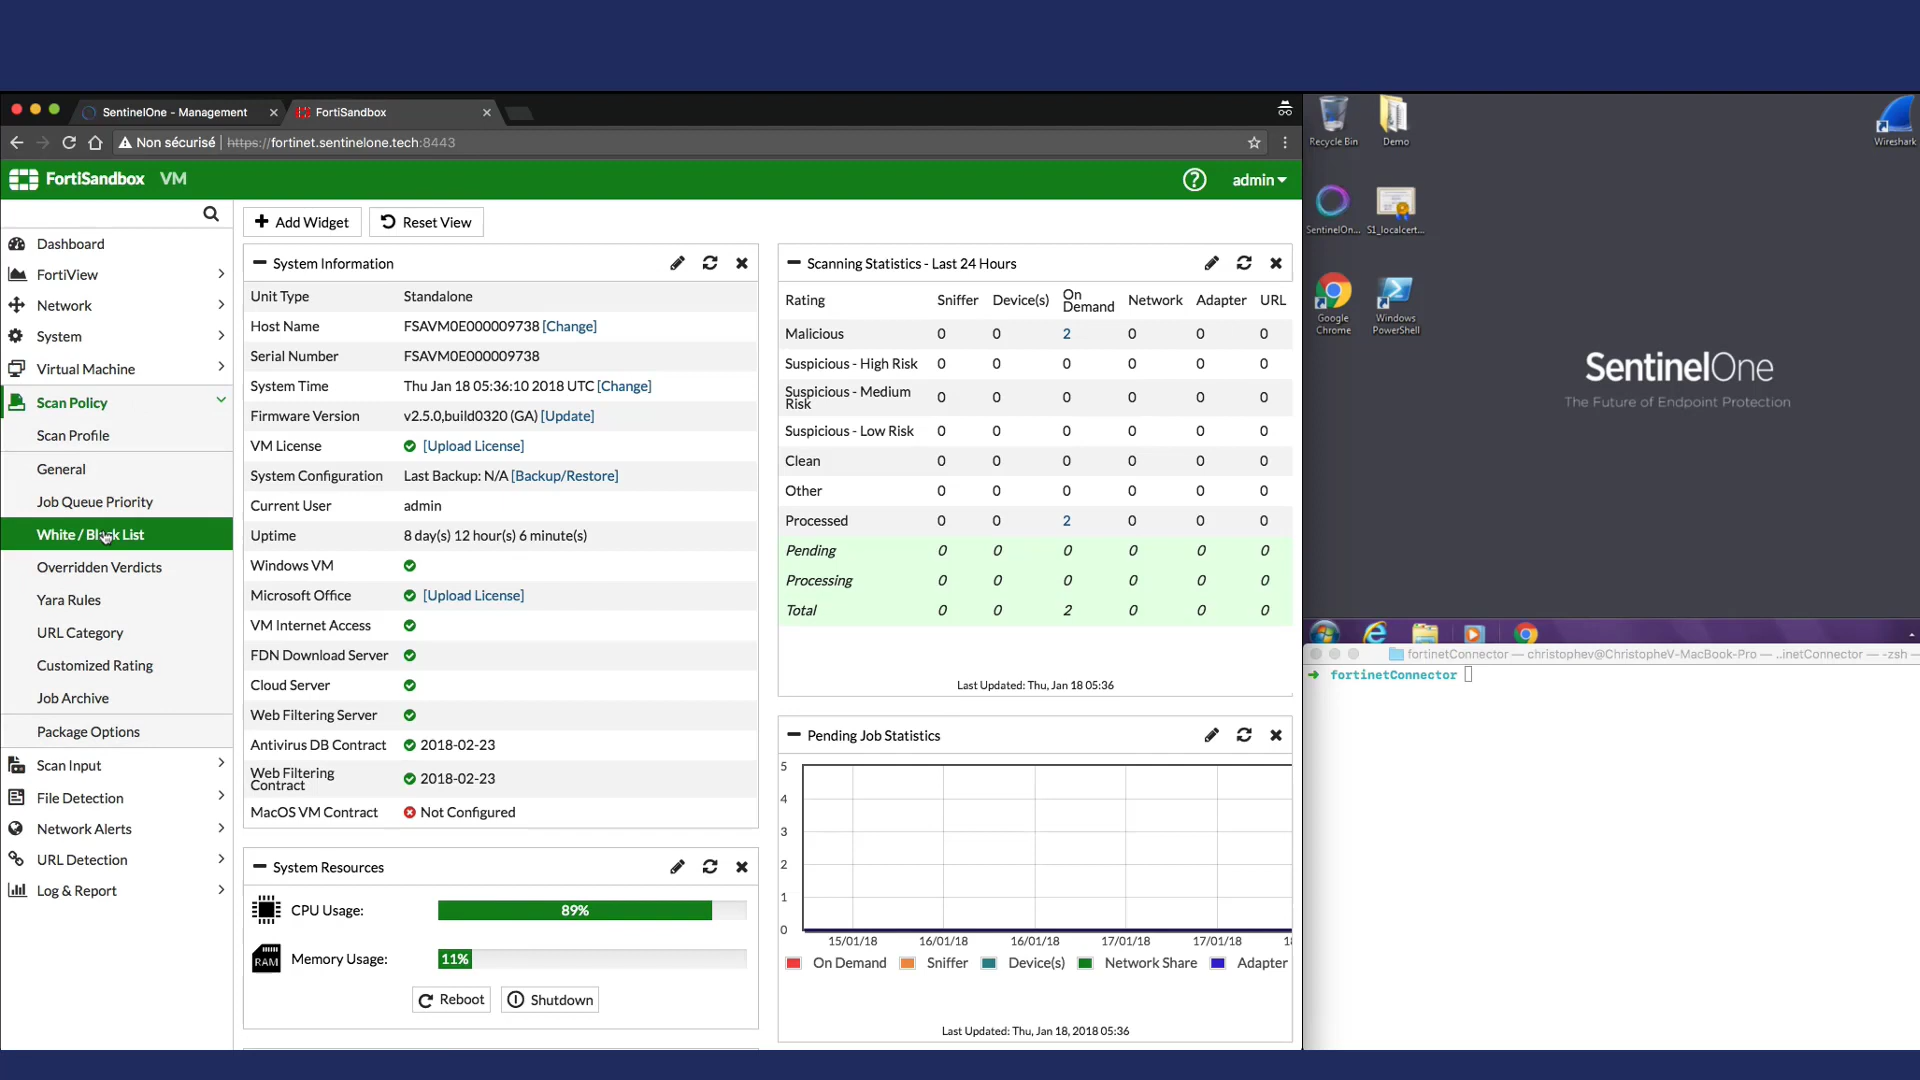 SentinelOne - Management
FortiSandbox
Non sécurisé | https://fortinet.sentinelone.tech:8443
FortiSandbox VM
admin
Dashboard
FortiView
Network
System
Virtual Machine
Scan Policy
Scan Profile
General
Job Queue Priority
White / Black List
Overridden Verdicts
Yara Rules
URL Category
Customized Rating
Job Archive
Package Options
Scan Input
File Detection
Network Alerts
URL Detection
Log & Report
Add Widget
Reset View
System Information
Unit Type Standalone
Host Name FSAVM0E000009738 [Change]
Serial Number FSAVM0E000009738
System Time Thu Jan 18 05:36:10 2018 UTC [Change]
Firmware Version v2.5.0,build0320 (GA) [Update]
VM License [Upload License]
System Configuration Last Backup: N/A [Backup/Restore]
Current User admin
Uptime 8 day(s) 12 hour(s) 6 minute(s)
Windows VM
Microsoft Office [Upload License]
VM Internet Access
FDN Download Server
Cloud Server
Web Filtering Server
Antivirus DB Contract 2018-02-23
Web Filtering
Contract 2018-02-23
MacOS VM Contract Not Configured
System Resources
CPU Usage: 89%
RAM Memory Usage: 11%
Reboot
Shutdown
Scanning Statistics - Last 24 Hours
Rating Sniffer Device(s) On Demand Network Adapter URL
Malicious 0 0 2 0 0 0
Suspicious - High Risk 0 0 0 0 0 0
Suspicious - Medium
Risk 0 0 0 0 0 0
Suspicious - Low Risk 0 0 0 0 0 0
Clean 0 0 0 0 0 0
Other 0 0 0 0 0 0
Processed 0 0 2 0 0 0
Pending 0 0 0 0 0 0
Processing 0 0 0 0 0 0
Total 0 0 2 0 0 0
Last Updated: Thu, Jan 18 05:36
Pending Job Statistics
5
4
3
2
1
0
15/01/18 16/01/18 16/01/18 17/01/18 17/01/18
On Demand Sniffer Device(s) Network Share Adapter
Last Updated: Thu, Jan 18, 2018 05:36
Recycle Bin
Demo
Wireshark
SentinelOn...
S1_localcert...
Google
Chrome
Windows
PowerShell
SentinelOne
The Future of Endpoint Protection
fortinetConnector — christophev@ChristopheV-MacBook-Pro — ..inetConnector — -zsh —
fortinetConnector